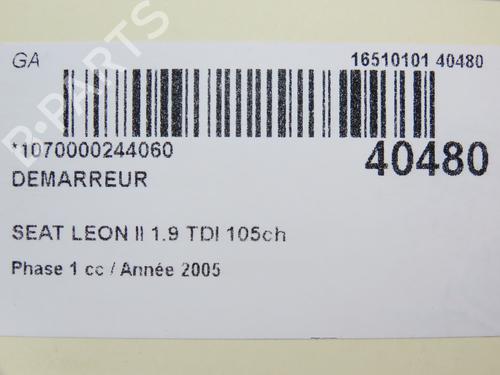 GA
16510101 40480
*1070000244060
40480
DEMARREUR
SEAT LEON II 1.9 TDI 105ch
Phase 1 cc / Année 2005
B-PARTS